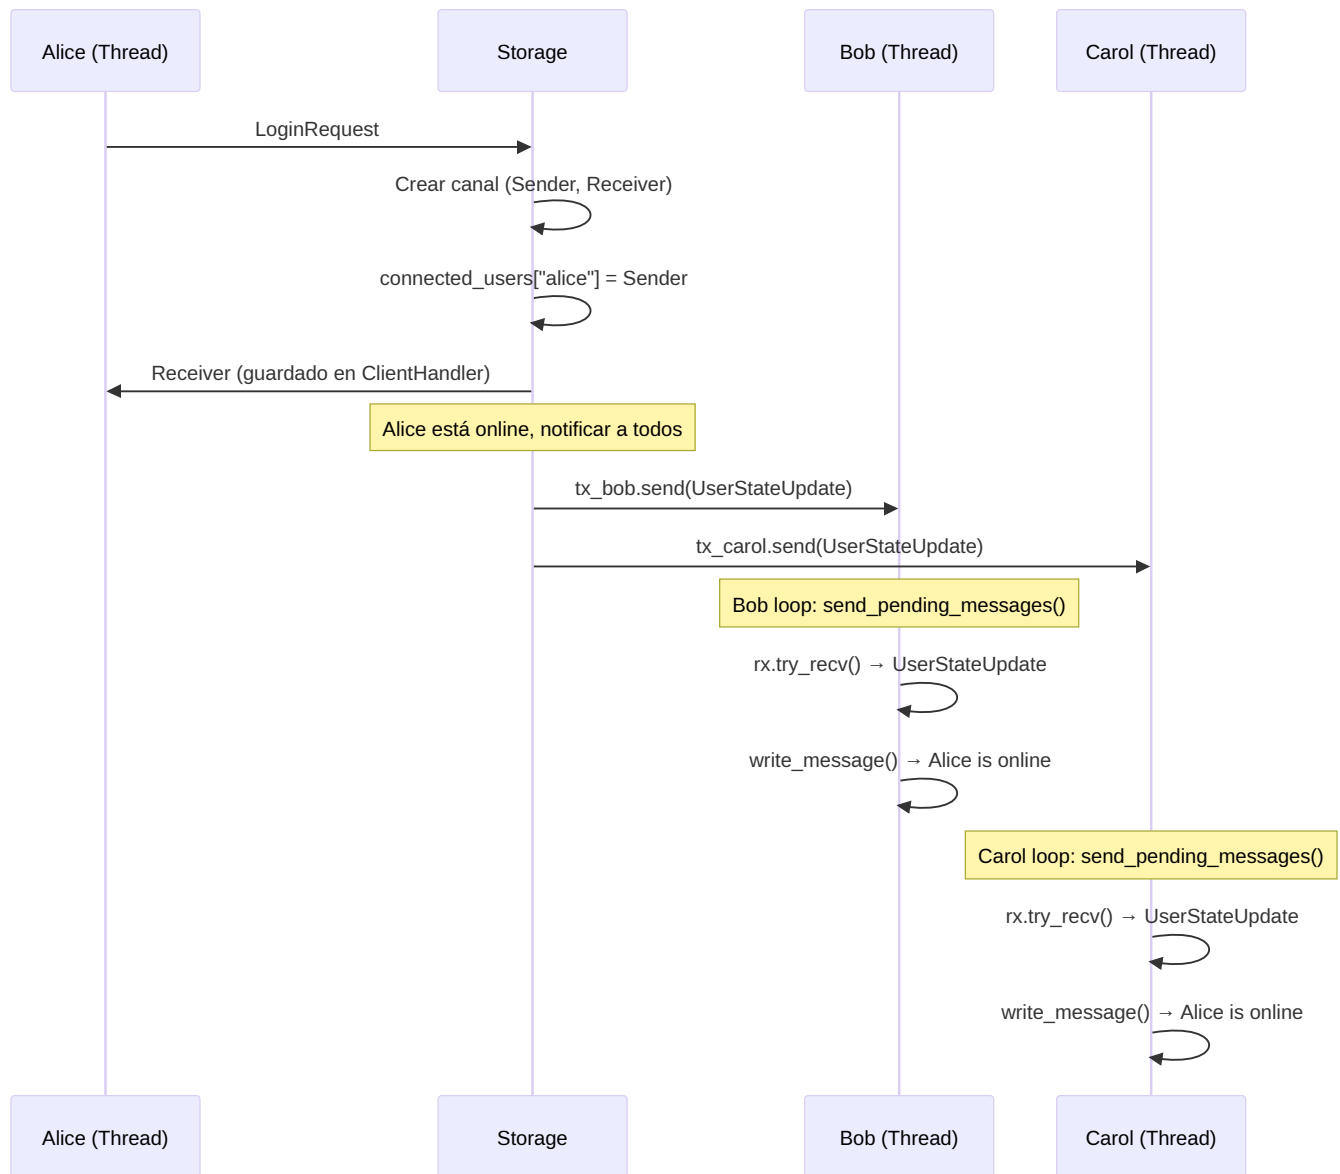 Alice (Thread)
Storage
Bob (Thread)
Carol (Thread)
LoginRequest
Crear canal (Sender, Receiver)
connected_users["alice"] = Sender
Receiver (guardado en ClientHandler)
Alice está online, notificar a todos
tx_bob.send(UserStateUpdate)
tx_carol.send(UserStateUpdate)
Bob loop: send_pending_messages()
rx.try_recv() → UserStateUpdate
write_message() → Alice is online
Carol loop: send_pending_messages()
rx.try_recv() → UserStateUpdate
write_message() → Alice is online
Alice (Thread)
Storage
Bob (Thread)
Carol (Thread)